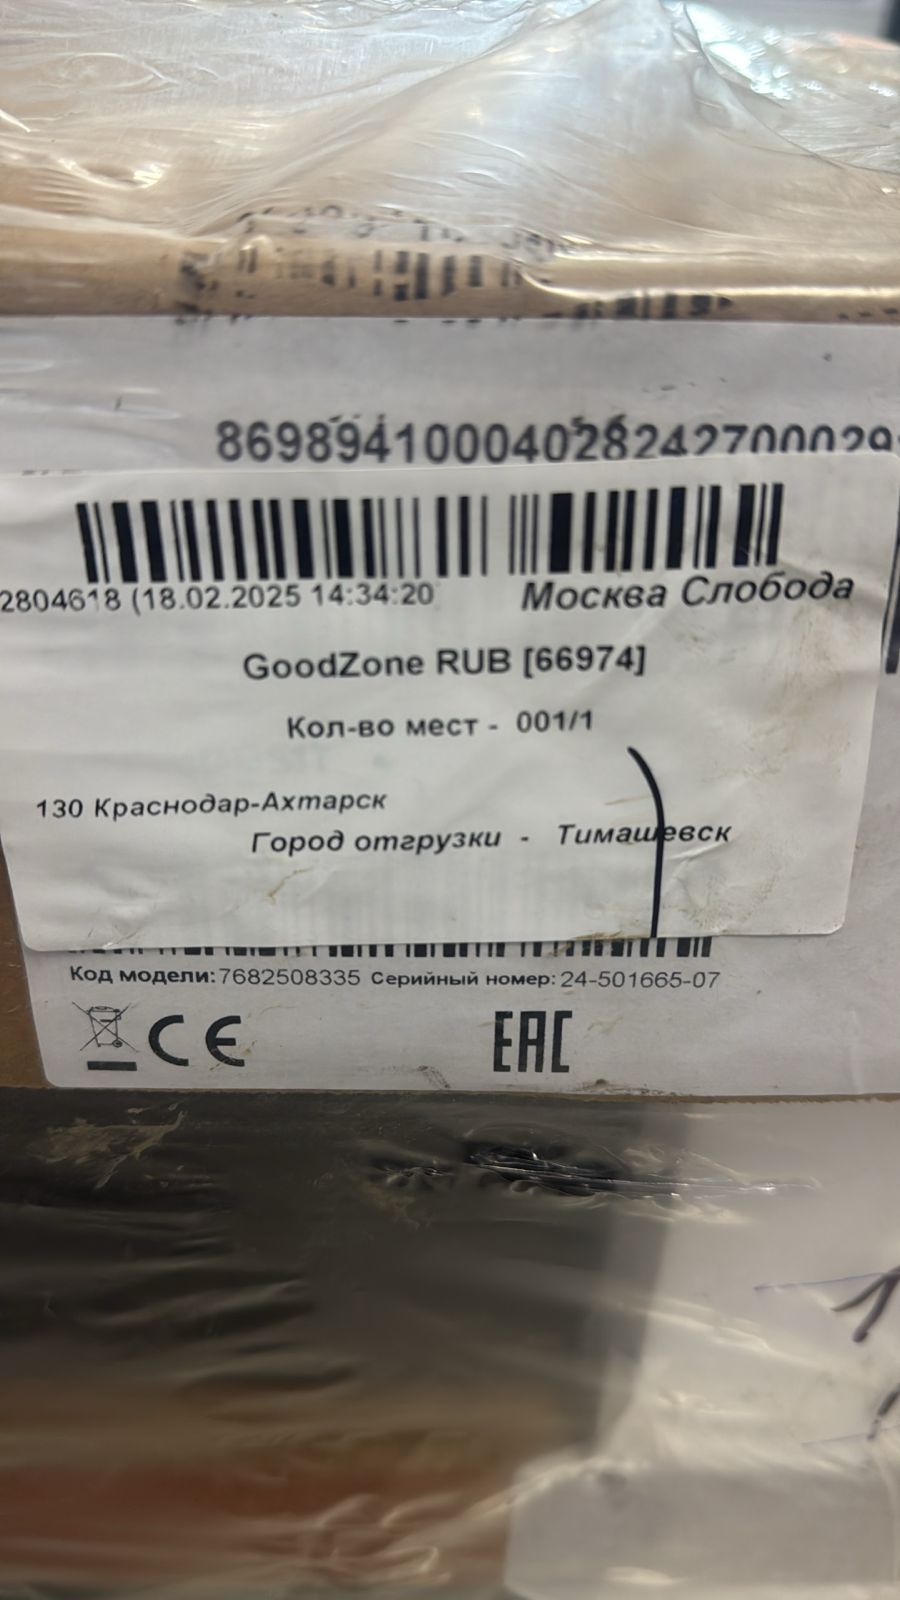 86989410004028242700029
2804618 (18.02.2025 14:34:20
Москва Слобода
GoodZone RUB [66974]
Кол-во мест - 001/1
130 Краснодар-Ахтарск
Город отгрузки - Тимашевск
Код модели: 7682508335 Серийный номер: 24-501665-07
CE
EAC